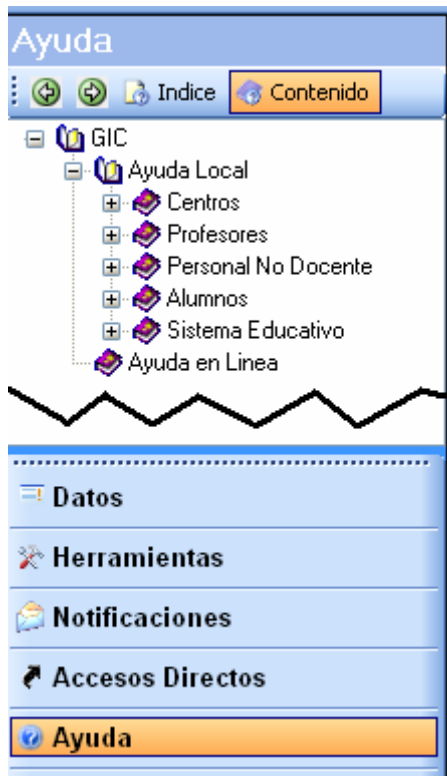 Ayuda
Indice Contenido
GIC
Ayuda Local
Centros
Profesores
Personal No Docente
Alumnos
Sistema Educativo
Ayuda en Linea
Datos
Herramientas
Notificaciones
Accesos Directos
Ayuda